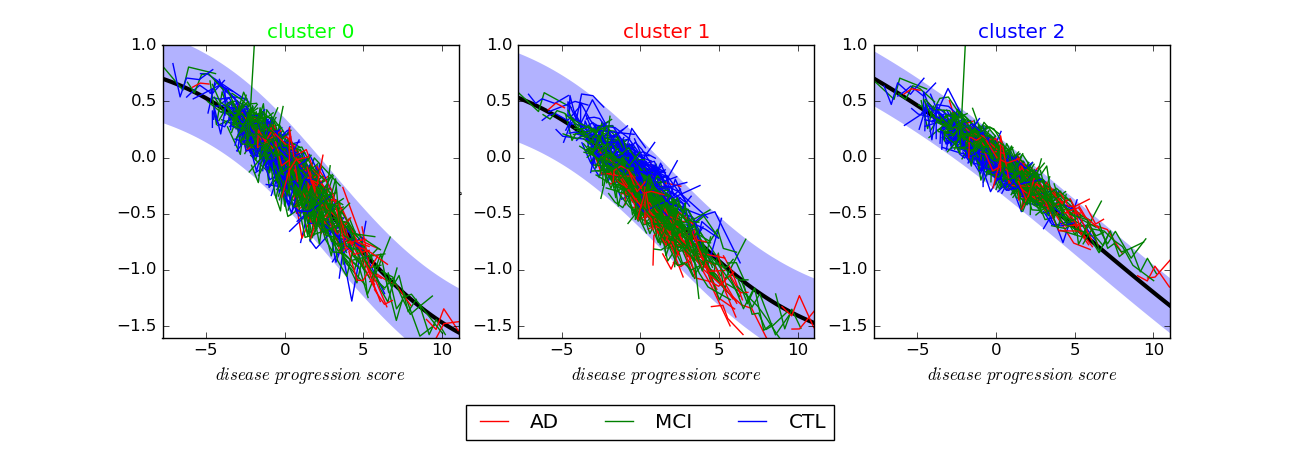 cluster 0 cluster 1 cluster 2
1.0 1.0 1.0
0.5 0.5 0.5
0.0 0.0 0.0
−0.5 −0.5 −0.5
−1.0 −1.0 −1.0
−1.5 −1.5 −1.5
−5 0 5 10 −5 0 5 10 −5 0 5 10
disease progression score disease progression score disease progression score
AD MCI CTL